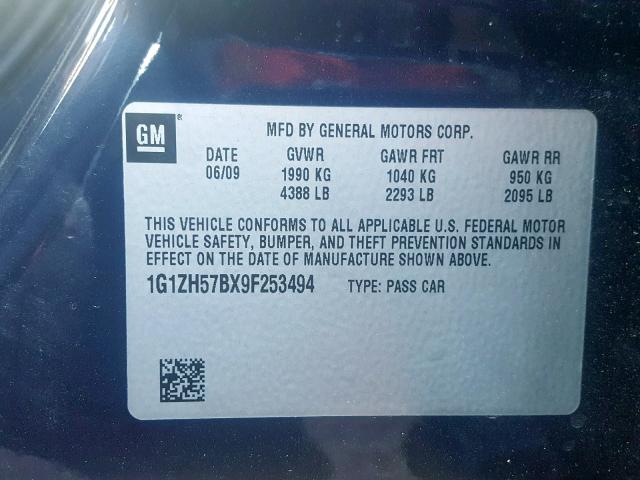 GM ®
MFD BY GENERAL MOTORS CORP.
DATE GVWR GAWR FRT GAWR RR
06/09 1990 KG 1040 KG 950 KG
4388 LB 2293 LB 2095 LB
THIS VEHICLE CONFORMS TO ALL APPLICABLE U.S. FEDERAL MOTOR
VEHICLE SAFETY, BUMPER, AND THEFT PREVENTION STANDARDS IN
EFFECT ON THE DATE OF MANUFACTURE SHOWN ABOVE.
1G1ZH57BX9F253494 TYPE: PASS CAR